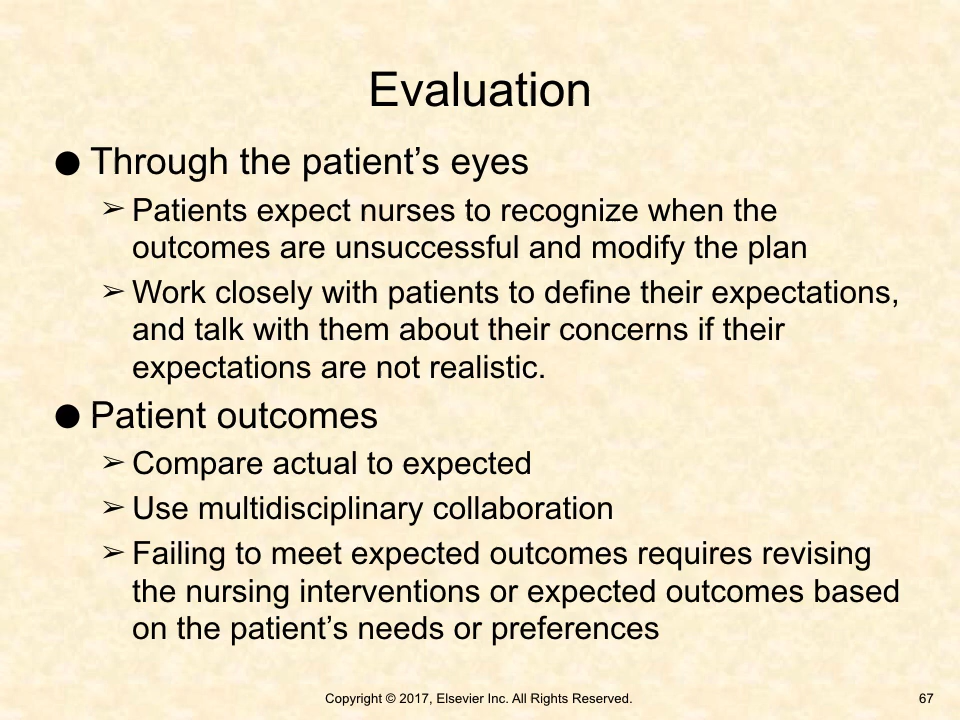 Evaluation
● Through the patient’s eyes
➢ Patients expect nurses to recognize when the
outcomes are unsuccessful and modify the plan
➢ Work closely with patients to define their expectations,
and talk with them about their concerns if their
expectations are not realistic.
● Patient outcomes
➢ Compare actual to expected
➢ Use multidisciplinary collaboration
➢ Failing to meet expected outcomes requires revising
the nursing interventions or expected outcomes based
on the patient’s needs or preferences
Copyright © 2017, Elsevier Inc. All Rights Reserved.
67